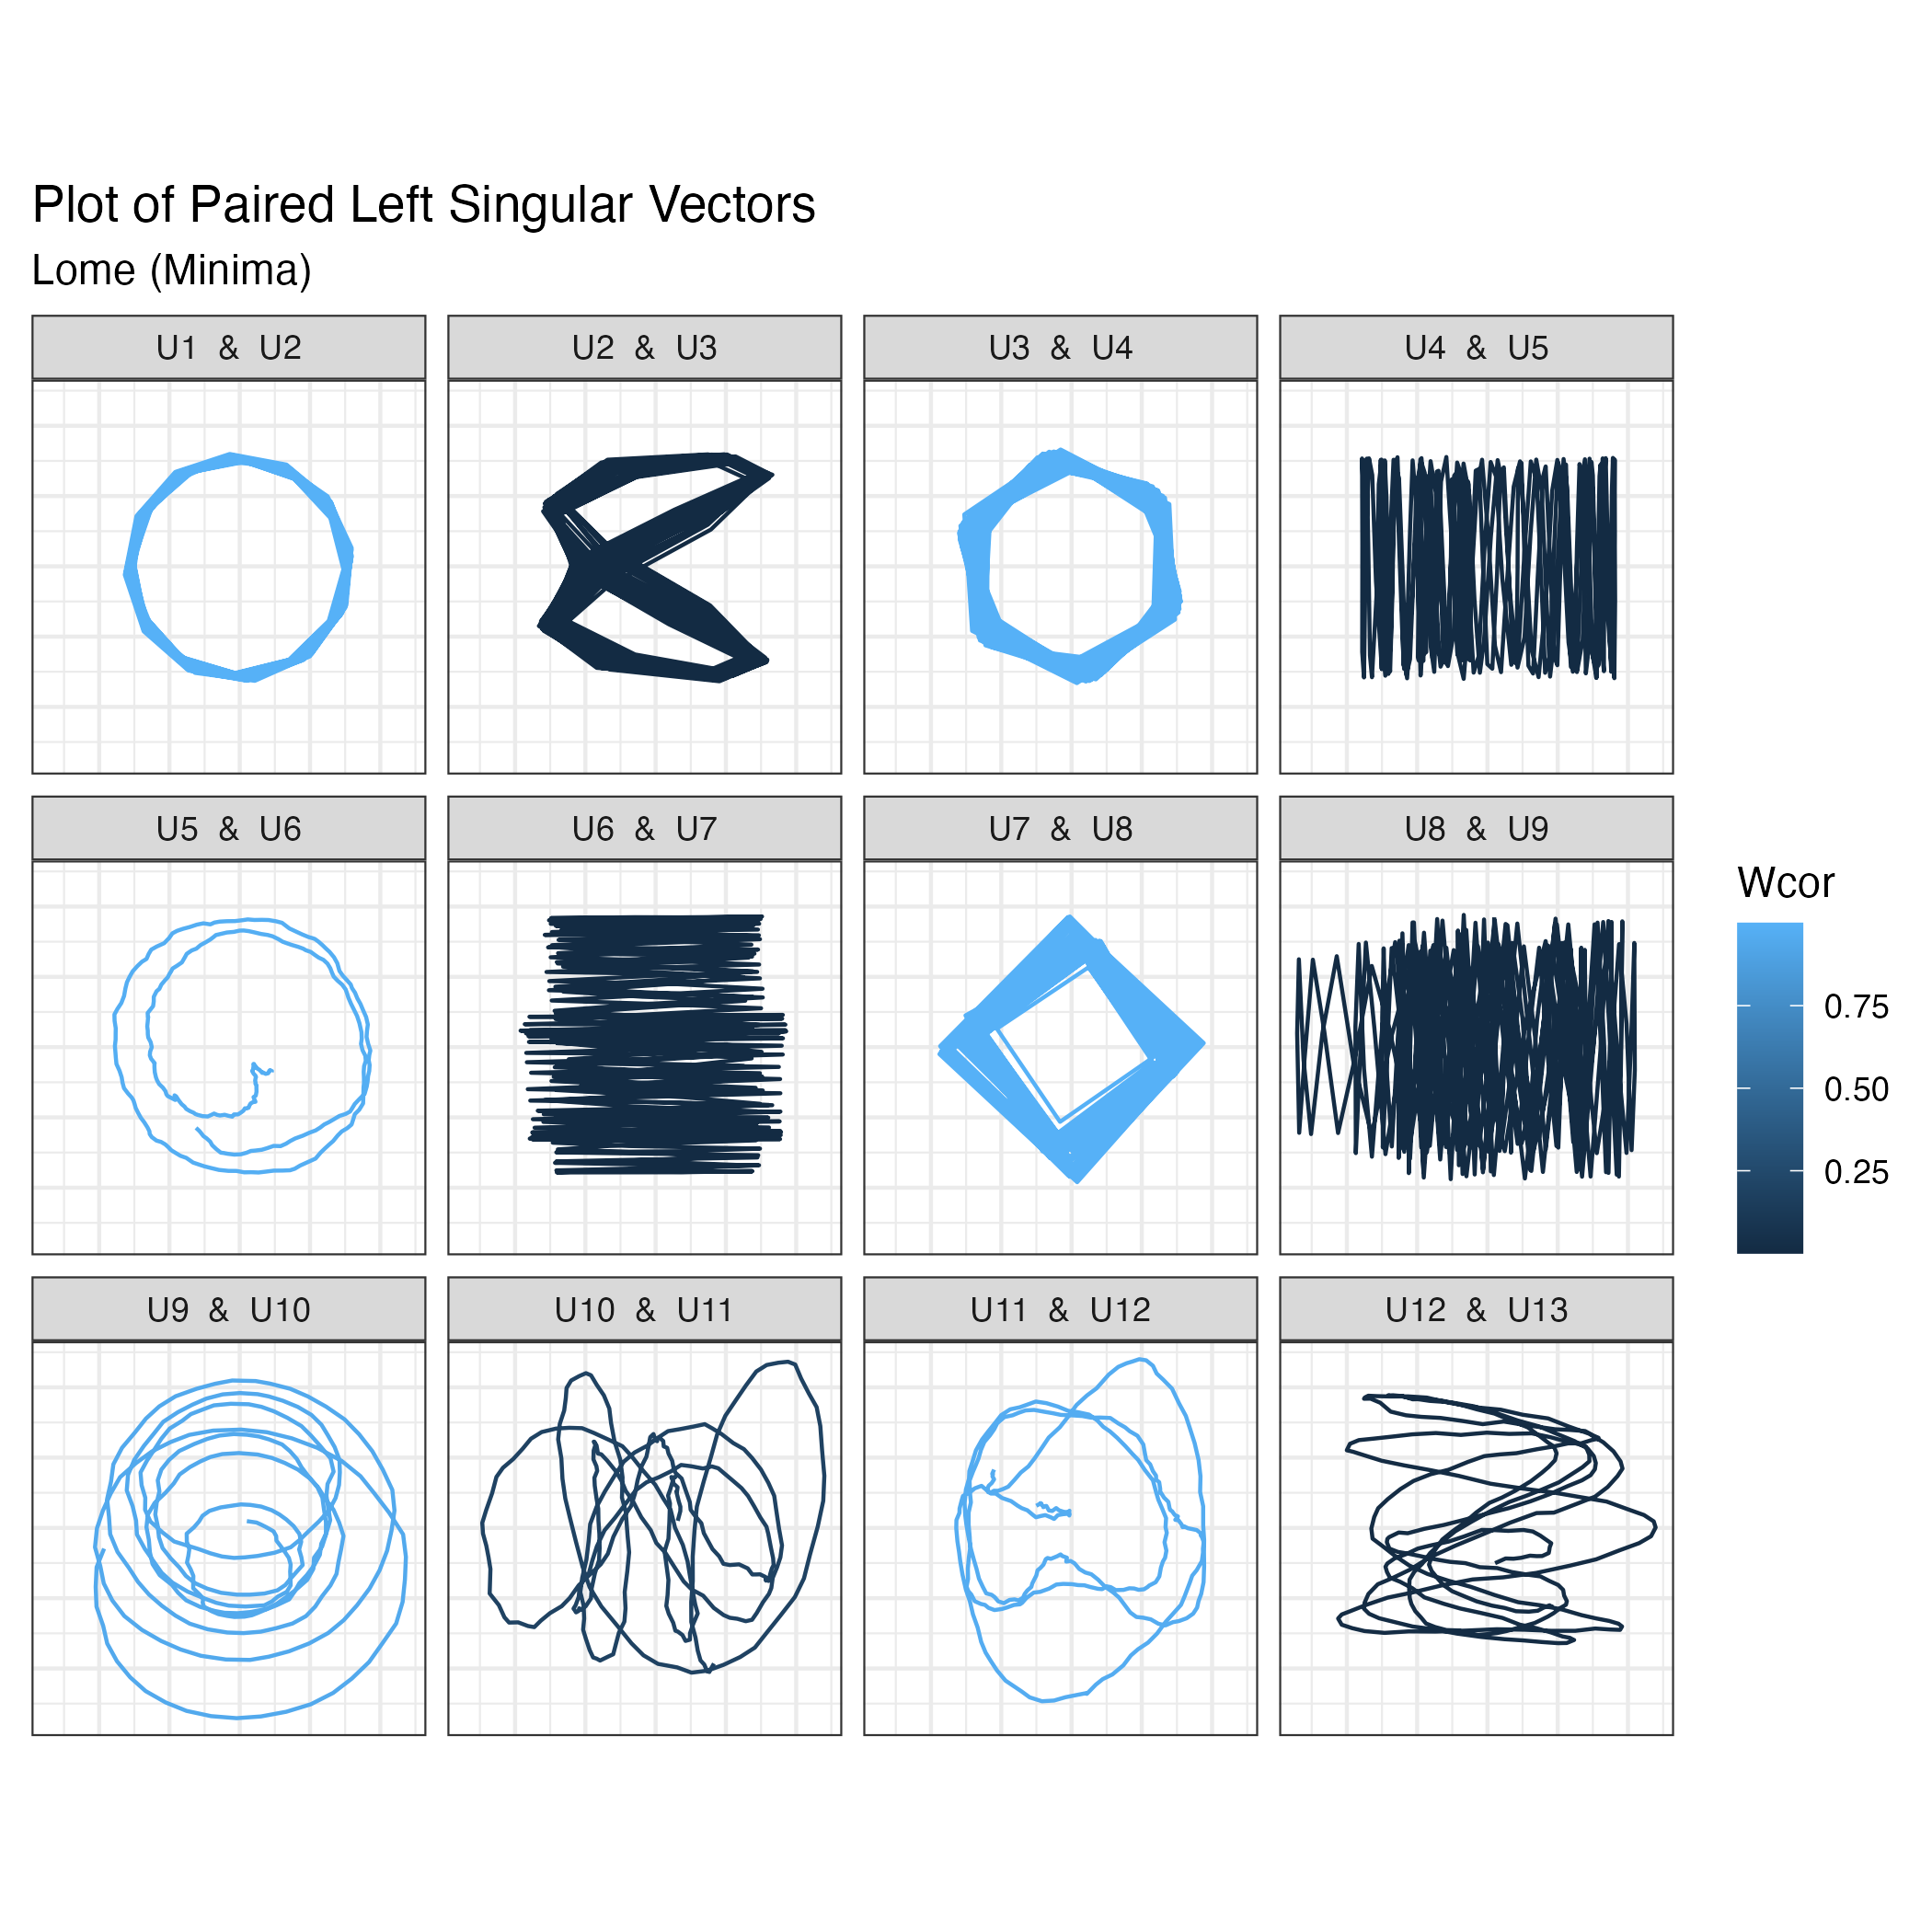 Plot of Paired Left Singular Vectors
Lome (Minima)
U1 & U2
U2 & U3
U3 & U4
U4 & U5
U5 & U6
U6 & U7
U7 & U8
U8 & U9
U9 & U10
U10 & U11
U11 & U12
U12 & U13
Wcor
0.75
0.50
0.25